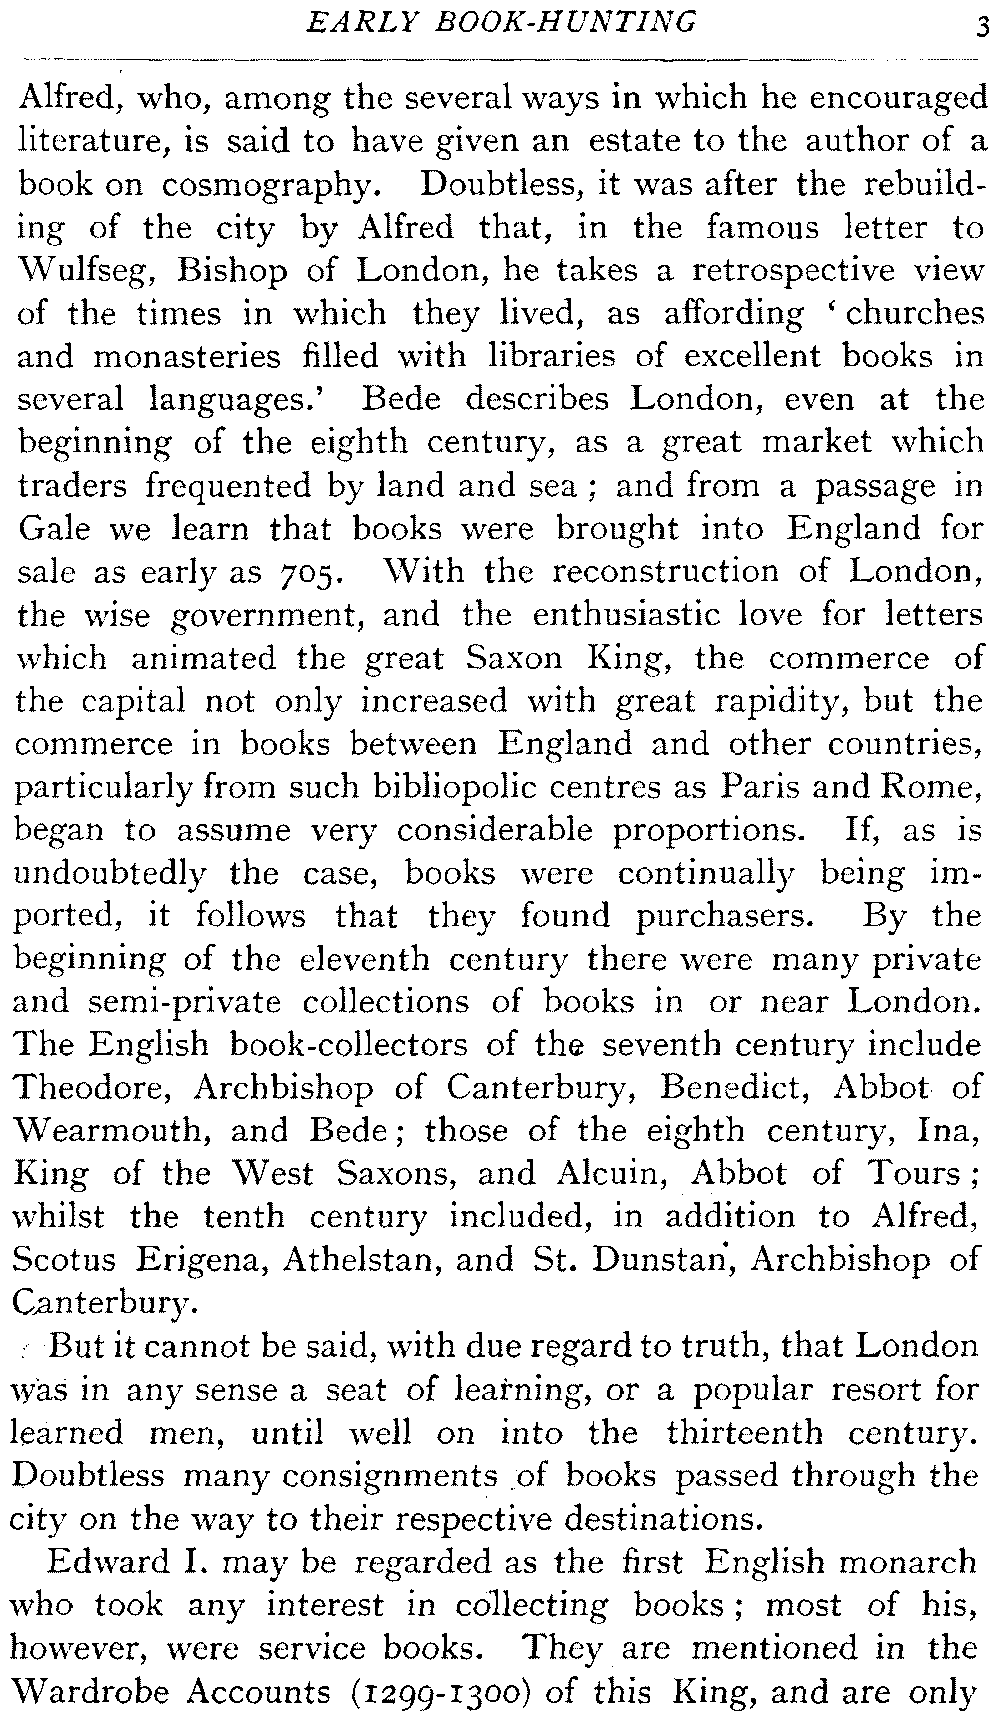 EARLY BOOK-HUNTING 3
Alfred, who, among the several ways in which he encouraged
literature, is said to have given an estate to the author of a
book on cosmography. Doubtless, it was after the rebuild-
ing of the city by Alfred that, in the famous letter to
Wulfseg, Bishop of London, he takes a retrospective view
of the times in which they lived, as affording ‘ churches
and monasteries filled with libraries of excellent books in
several languages.’ Bede describes London, even at the
beginning of the eighth century, as a great market which
traders frequented by land and sea ; and from a passage in
Gale we learn that books were brought into England for
sale as early as 705. With the reconstruction of London,
the wise government, and the enthusiastic love for letters
which animated the great Saxon King, the commerce of
the capital not only increased with great rapidity, but the
commerce in books between England and other countries,
particularly from such bibliopolic centres as Paris and Rome,
began to assume very considerable proportions. If, as is
undoubtedly the case, books were continually being im-
ported, it follows that they found purchasers. By the
beginning of the eleventh century there were many private
and semi-private collections of books in or near London.
The English book-collectors of the seventh century include
Theodore, Archbishop of Canterbury, Benedict, Abbot of
Wearmouth, and Bede ; those of the eighth century, Ina,
King of the West Saxons, and Alcuin, Abbot of Tours ;
whilst the tenth century included, in addition to Alfred,
Scotus Erigena, Athelstan, and St. Dunstan, Archbishop of
Canterbury.
But it cannot be said, with due regard to truth, that London
was in any sense a seat of learning, or a popular resort for
learned men, until well on into the thirteenth century.
Doubtless many consignments of books passed through the
city on the way to their respective destinations.
Edward I. may be regarded as the first English monarch
who took any interest in collecting books ; most of his,
however, were service books. They are mentioned in the
Wardrobe Accounts (1299-1300) of this King, and are only